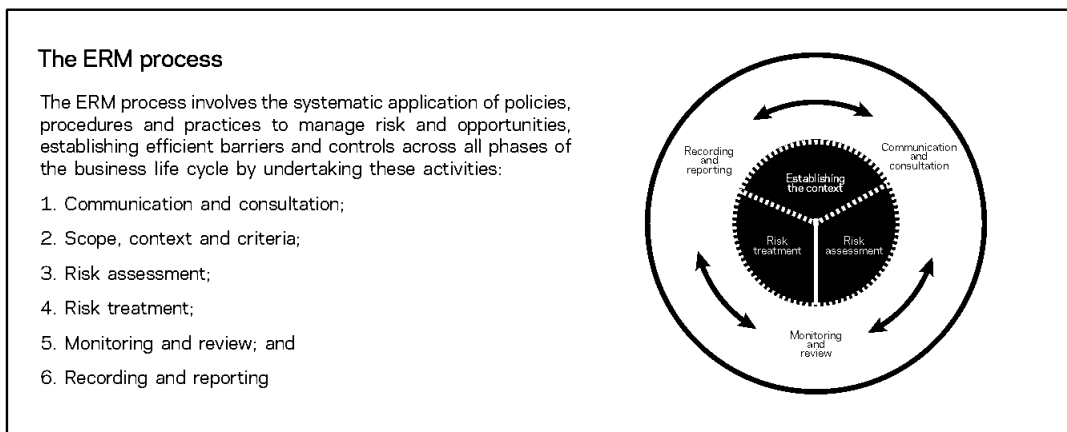 The ERM process
The ERM process involves the systematic application of policies,
procedures and practices to manage risk and opportunities,
establishing efficient barriers and controls across all phases of
the business life cycle by undertaking these activities:
1. Communication and consultation;
2. Scope, context and criteria;
3. Risk assessment;
4. Risk treatment;
5. Monitoring and review; and
6. Recording and reporting
Recording
and
reporting
Communication
and
consultation
Establishing
the context
Risk
treatment
Risk
assessment
Monitoring
and
review